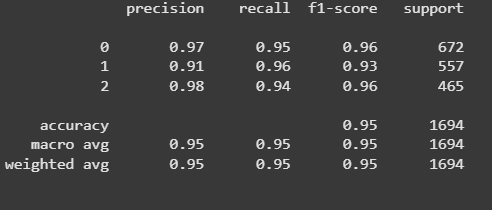 precision recall f1-score support
0 0.97 0.95 0.96 672
1 0.91 0.96 0.93 557
2 0.98 0.94 0.96 465
accuracy 0.95 1694
macro avg 0.95 0.95 0.95 1694
weighted avg 0.95 0.95 0.95 1694